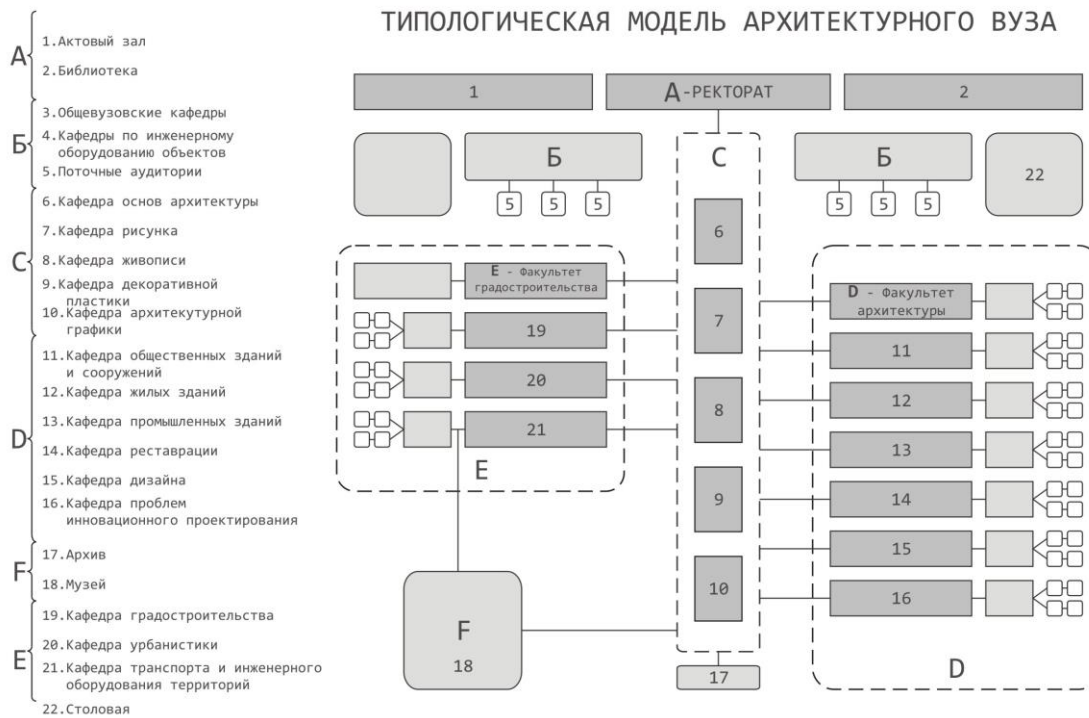 ТИПОЛОГИЧЕСКАЯ МОДЕЛЬ АРХИТЕКТУРНОГО ВУЗА
А
1.Актовый зал
2.Библиотека
Б
3.Общевузовские кафедры
4.Кафедры по инженерному
оборудованию объектов
5.Поточные аудитории
С
6.Кафедра основ архитектуры
7.Кафедра рисунка
8.Кафедра живописи
9.Кафедра декоративной
пластики
10.Кафедра архитекутурной
графики
D
11.Кафедра общественных зданий
и сооружений
12.Кафедра жилых зданий
13.Кафедра промышленных зданий
14.Кафедра реставрации
15.Кафедра дизайна
16.Кафедра проблем
инновационного проектирования
F
17.Архив
18.Музей
E
19.Кафедра градостроительства
20.Кафедра урбанистики
21.Кафедра транспорта и инженерного
оборудования территорий
22.Столовая
1
А-РЕКТОРАТ
2
Б
5 5 5
С
Б
5 5 5
22
6
7
8
9
10
E - Факультет
градостроительства
19
20
21
E
D - Факультет
архитектуры
11
12
13
14
15
16
D
F
18
17